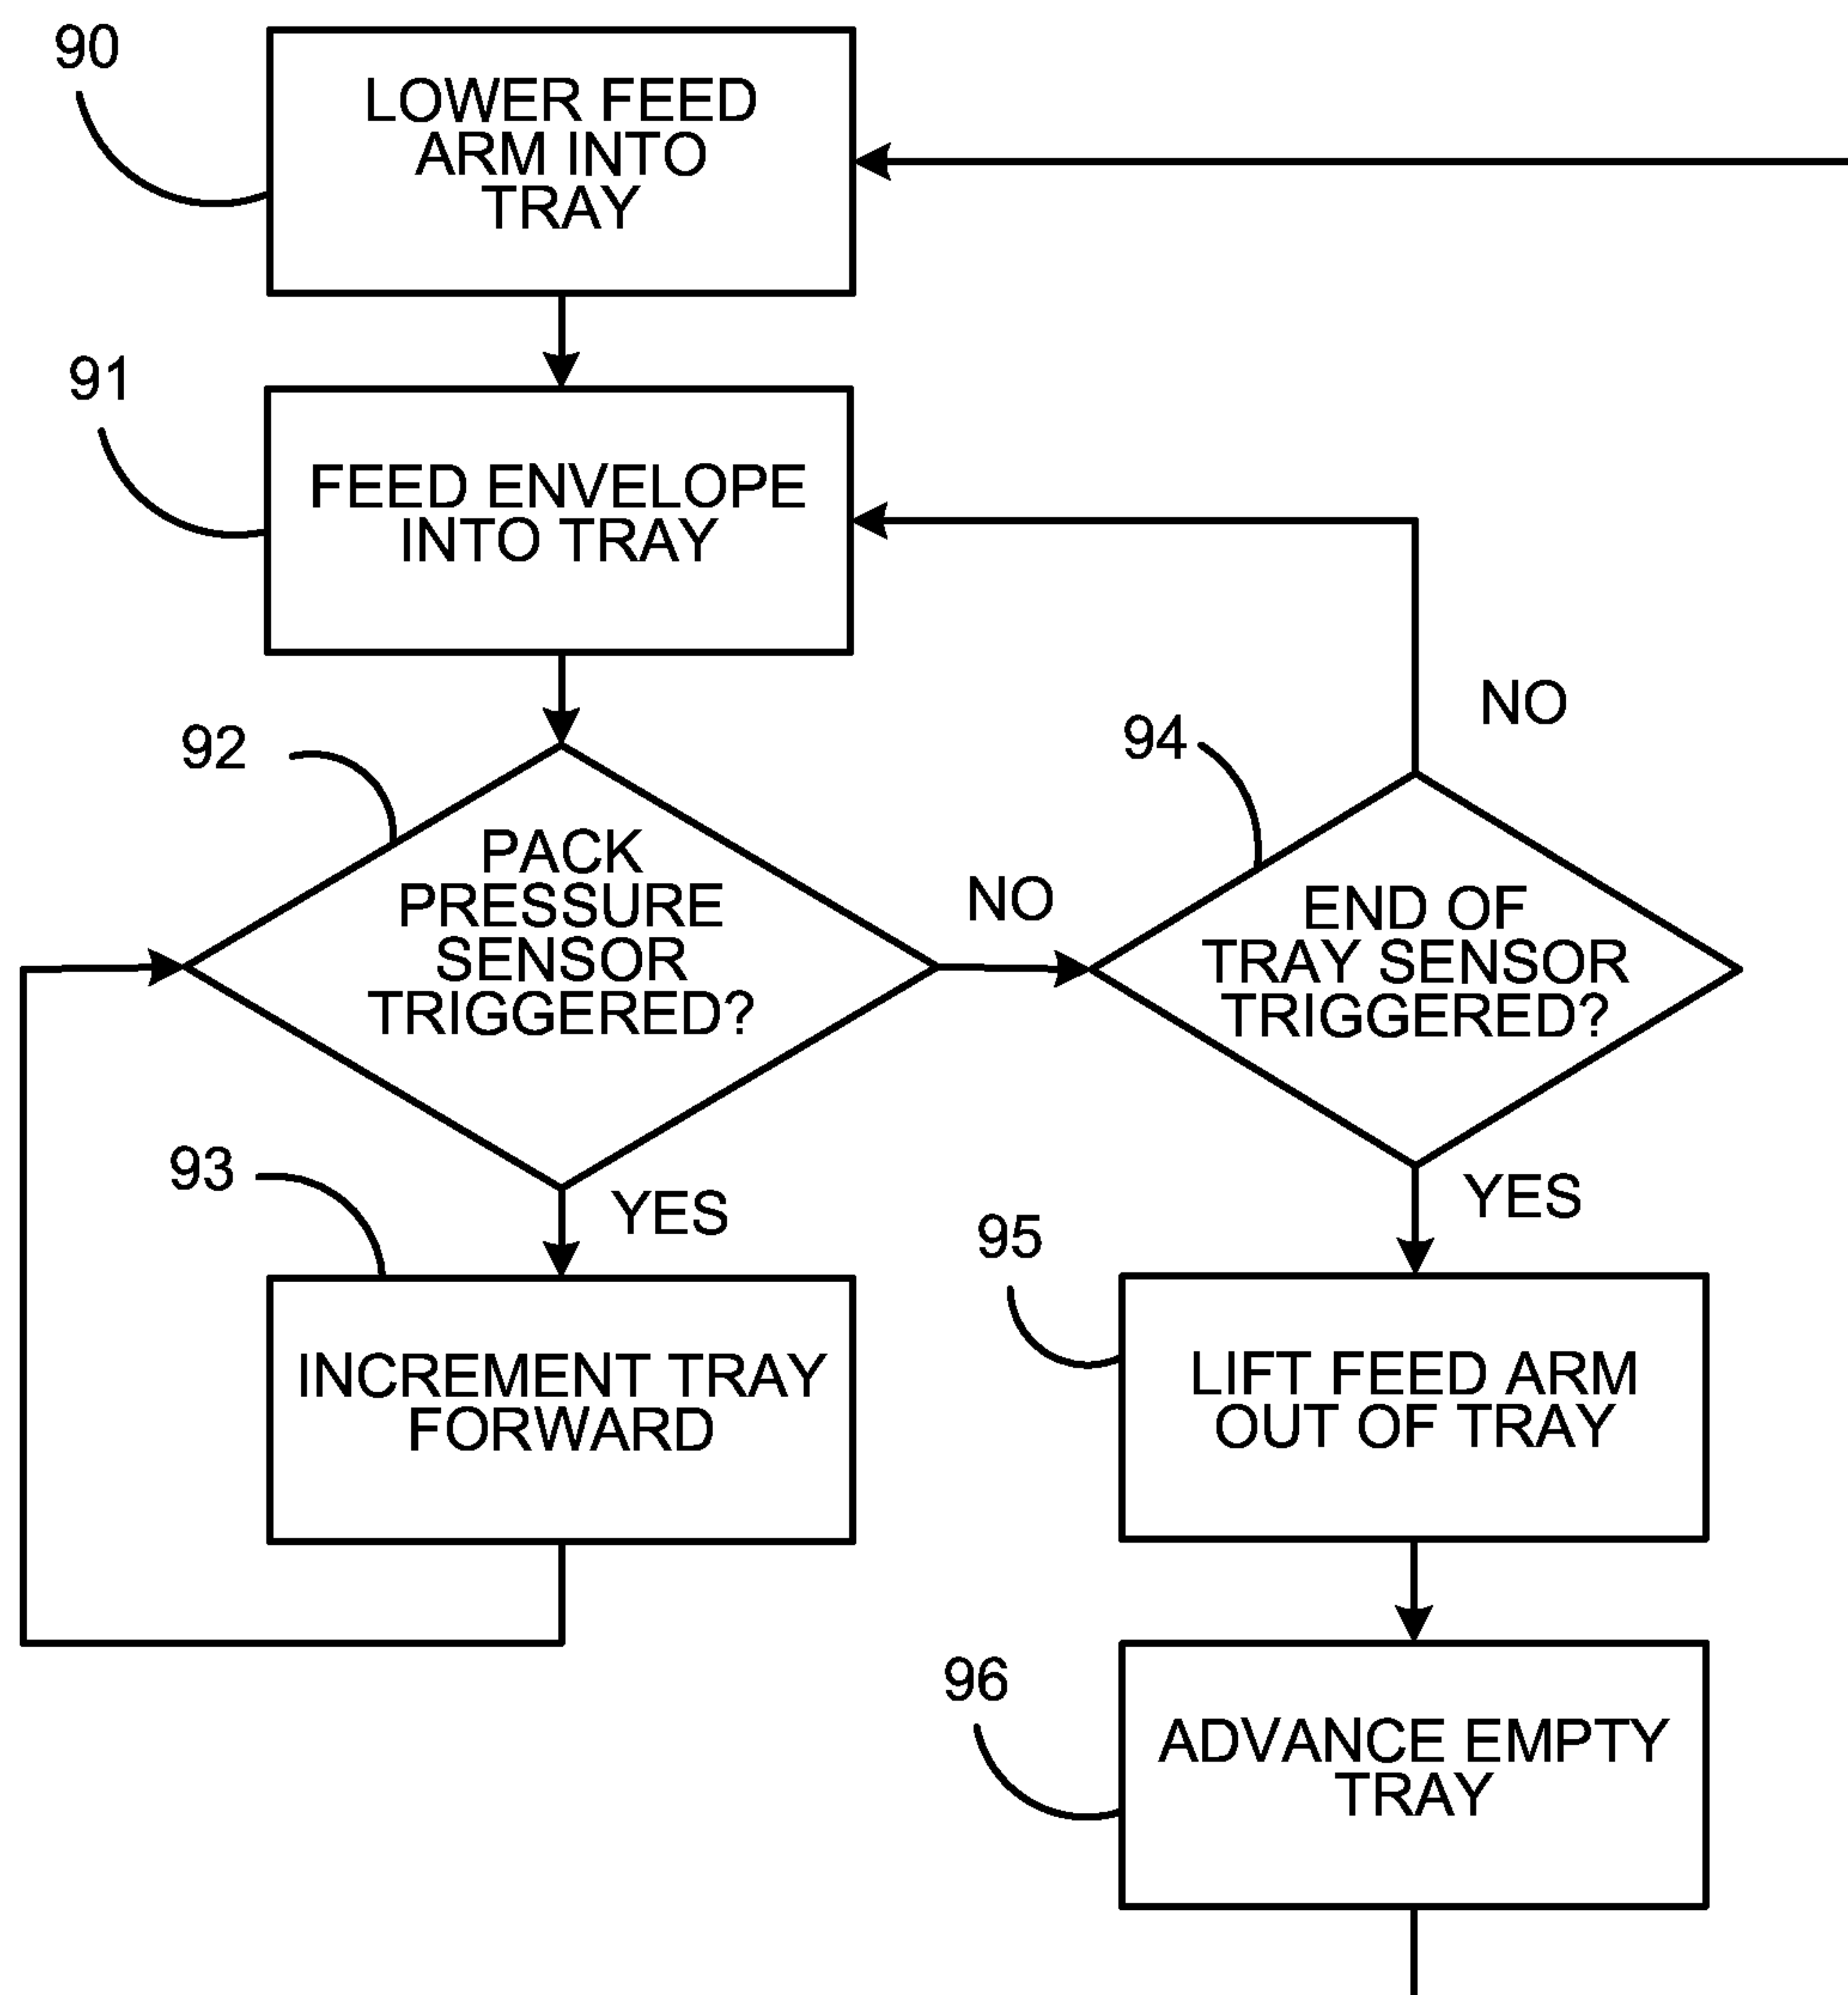 90
LOWER FEED
ARM INTO
TRAY
91
FEED ENVELOPE
INTO TRAY
92
PACK
PRESSURE
SENSOR
TRIGGERED?
NO
94
NO
END OF
TRAY SENSOR
TRIGGERED?
93
YES
INCREMENT TRAY
FORWARD
YES
95
LIFT FEED ARM
OUT OF TRAY
96
ADVANCE EMPTY
TRAY